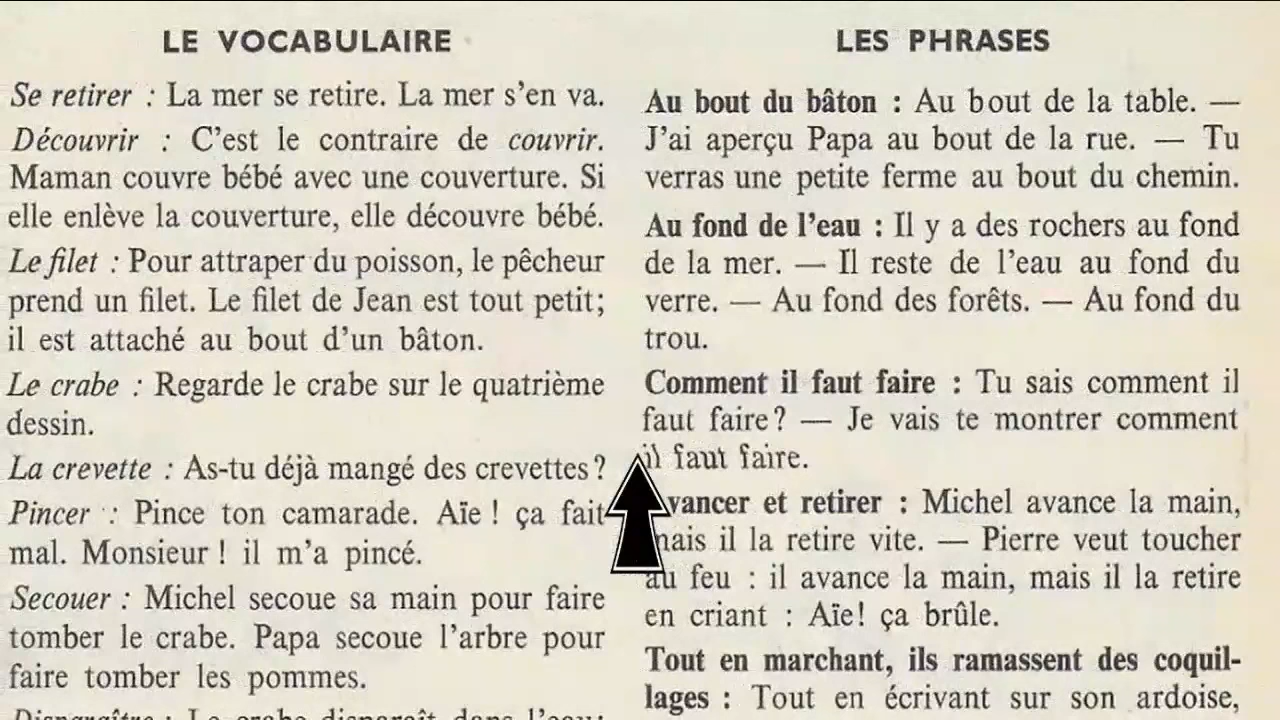 LE VOCABULAIRE
Se retirer : La mer se retire. La mer s'en va.
Découvrir : C'est le contraire de couvrir.
Maman couvre bébé avec une couverture. Si
elle enlève la couverture, elle découvre bébé.
Le filet : Pour attraper du poisson, le pêcheur
prend un filet. Le filet de Jean est tout petit;
il est attaché au bout d'un bâton.
Le crabe : Regarde le crabe sur le quatrième
dessin.
La crevette : As-tu déjà mangé des crevettes?
Pincer : Pince ton camarade. Aïe ! ça fait
mal. Monsieur ! il m'a pincé.
Secouer : Michel secoue sa main pour faire
tomber le crabe. Papa secoue l'arbre pour
faire tomber les pommes.
Disparaître : Le crabe disparaît dans l'eau;
LES PHRASES
Au bout du bâton : Au bout de la table. —
J'ai aperçu Papa au bout de la rue. — Tu
verras une petite ferme au bout du chemin.
Au fond de l'eau : Il y a des rochers au fond
de la mer. — Il reste de l'eau au fond du
verre. — Au fond des forêts. — Au fond du
trou.
Comment il faut faire : Tu sais comment il
faut faire? — Je vais te montrer comment
il faut faire.
vancer et retirer : Michel avance la main,
mais il la retire vite. — Pierre veut toucher
au feu : il avance la main, mais il la retire
en criant : Aïe! ça brûle.
Tout en marchant, ils ramassent des coquil-
lages : Tout en écrivant sur son ardoise,